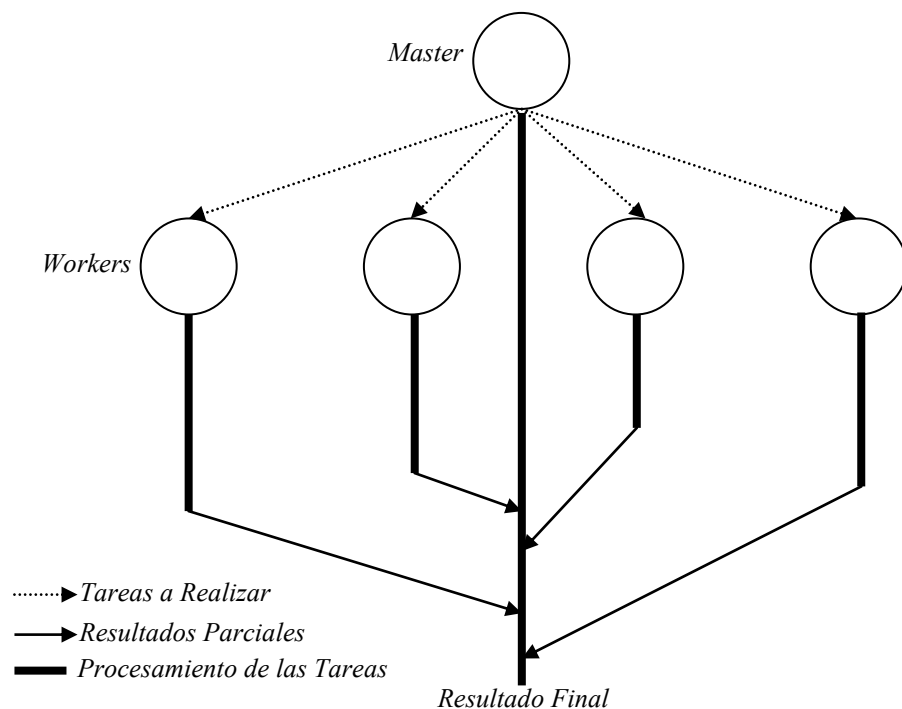 Master
Workers
Tareas a Realizar
Resultados Parciales
Procesamiento de las Tareas
Resultado Final